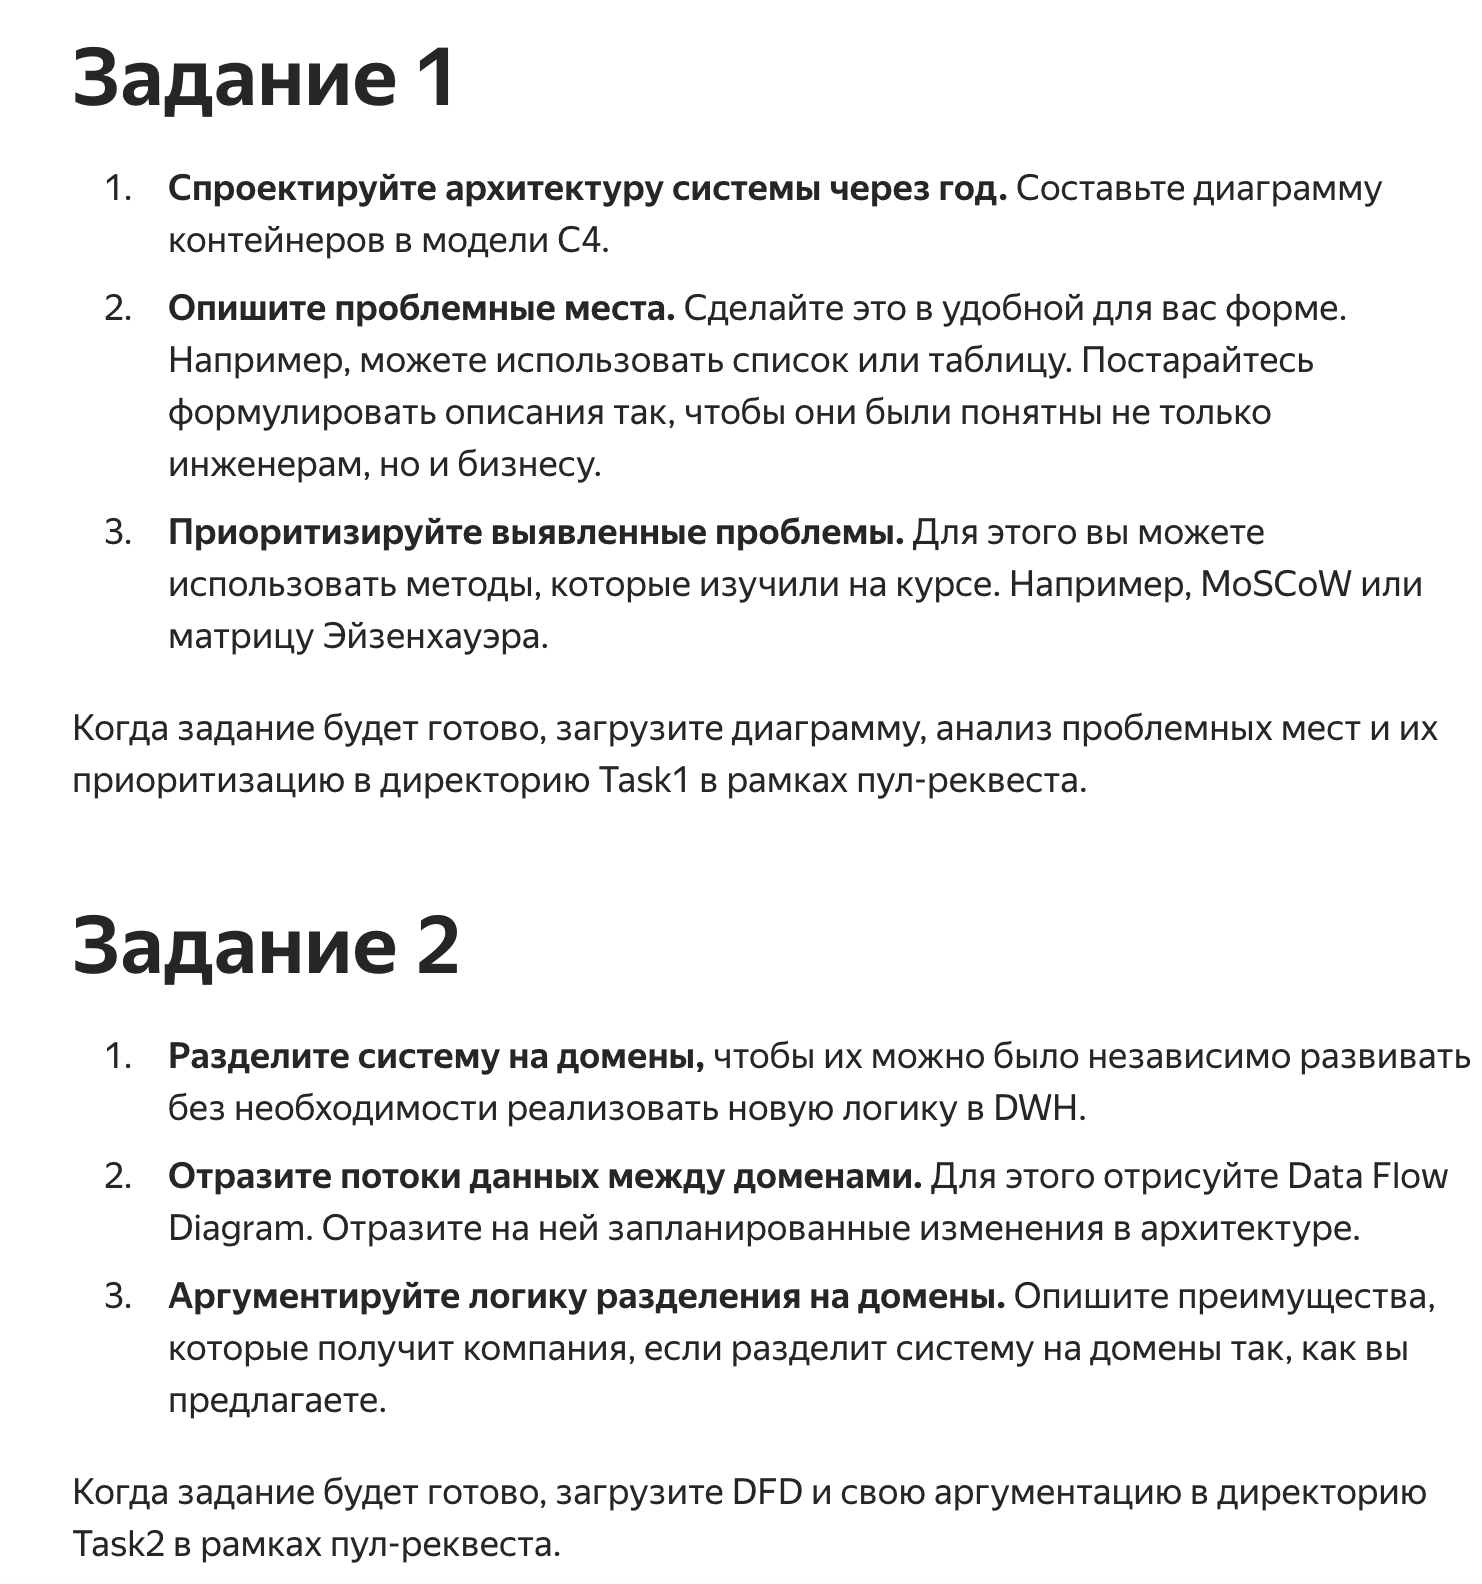 Задание 1
1. Спроектируйте архитектуру системы через год. Составьте диаграмму
контейнеров в модели C4.
2. Опишите проблемные места. Сделайте это в удобной для вас форме.
Например, можете использовать список или таблицу. Постарайтесь
формулировать описания так, чтобы они были понятны не только
инженерам, но и бизнесу.
3. Приоритизируйте выявленные проблемы. Для этого вы можете
использовать методы, которые изучили на курсе. Например, MoSCoW или
матрицу Эйзенхауэра.
Когда задание будет готово, загрузите диаграмму, анализ проблемных мест и их
приоритизацию в директорию Task1 в рамках пул-реквеста.
Задание 2
1. Разделите систему на домены, чтобы их можно было независимо развивать
без необходимости реализовать новую логику в DWH.
2. Отразите потоки данных между доменами. Для этого отрисуйте Data Flow
Diagram. Отразите на ней запланированные изменения в архитектуре.
3. Аргументируйте логику разделения на домены. Опишите преимущества,
которые получит компания, если разделит систему на домены так, как вы
предлагаете.
Когда задание будет готово, загрузите DFD и свою аргументацию в директорию
Task2 в рамках пул-реквеста.